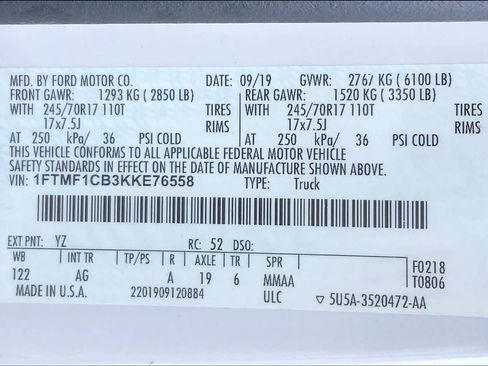 MFD. BY FORD MOTOR CO. DATE: 09/19 GVWR: 2767 KG ( 6100 LB)
FRONT GAWR: 1293 KG ( 2850 LB) REAR GAWR: 1520 KG ( 3350 LB)
WITH 245/70R17 110T TIRES WITH 245/70R17 110T TIRES
17x7.5J RIMS 17x7.5J RIMS
AT 250 kPa/ 36 PSI COLD AT 250 kPa/ 36 PSI COLD
THIS VEHICLE CONFORMS TO ALL APPLICABLE FEDERAL MOTOR VEHICLE
SAFETY STANDARDS IN EFFECT ON THE DATE OF MANUFACTURE SHOWN ABOVE.
VIN: 1FTMF1CB3KKE76558 TYPE: Truck
EXT PNT: YZ RC: 52 DSO:
WB INT TR TP/PS R AXLE TR SPR F0218
122 AG A 19 6 MMAA T0806
MADE IN U.S.A. 2201909120884 ULC ▽ 5U5A-3520472-AA